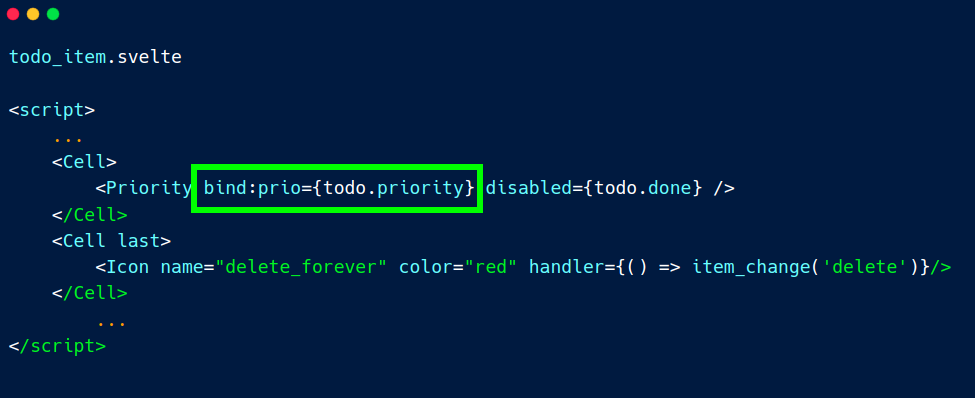 todo_item.svelte
<script>
...
<Cell>
<Priority bind:prio={todo.priority} disabled={todo.done} />
</Cell>
<Cell last>
<Icon name="delete_forever" color="red" handler={() => item_change('delete')}/>
</Cell>
...
</script>